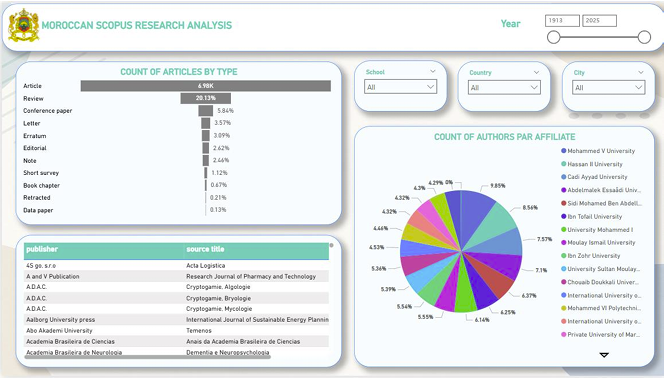 MOROCCAN SCOPUS RESEARCH ANALYSIS
Year
1913 2025
COUNT OF ARTICLES BY TYPE
Article 6.98K
Review 20.13%
Conference paper 5.84%
Letter 3.57%
Erratum 3.09%
Editorial 2.62%
Note 2.46%
Short survey 1.12%
Book chapter 0.67%
Retracted 0.21%
Data paper 0.13%
School
All
Country
All
City
All
publisher source title
4S go, s.r.o Acta Logistica
A and V Publication Research Journal of Pharmacy and Technology
A.D.A.C. Cryptogamie, Algologie
A.D.A.C. Cryptogamie, Bryologie
A.D.A.C. Cryptogamie, Mycologie
Aalborg University press International Journal of Sustainable Energy Plannin
Abo Akademi University Temenos
Academia Brasileira de Ciencias Anais da Academia Brasileira de Ciencias
Academia Brasileira de Neurologia Dementia e Neuropsychologia
COUNT OF AUTHORS PAR AFFILIATE
9.85%
8.56%
7.57%
7.1%
6.37%
6.25%
6.14%
5.55%
5.54%
5.39%
5.36%
4.53%
4.46%
4.32%
4.32%
4.3%
4.29%
0%
Mohammed V University
Hassan II University
Cadi Ayyad University
Abdelmalek Essaâdi Univ...
Sidi Mohamed Ben Abdell...
Ibn Tofail University
University Mohammed I
Moulay Ismail University
Ibn Zohr University
University Sultan Moulay...
Chouaib Doukkali Univer...
International University o...
Mohammed VI Polytechni...
International University o...
Private University of Mar...